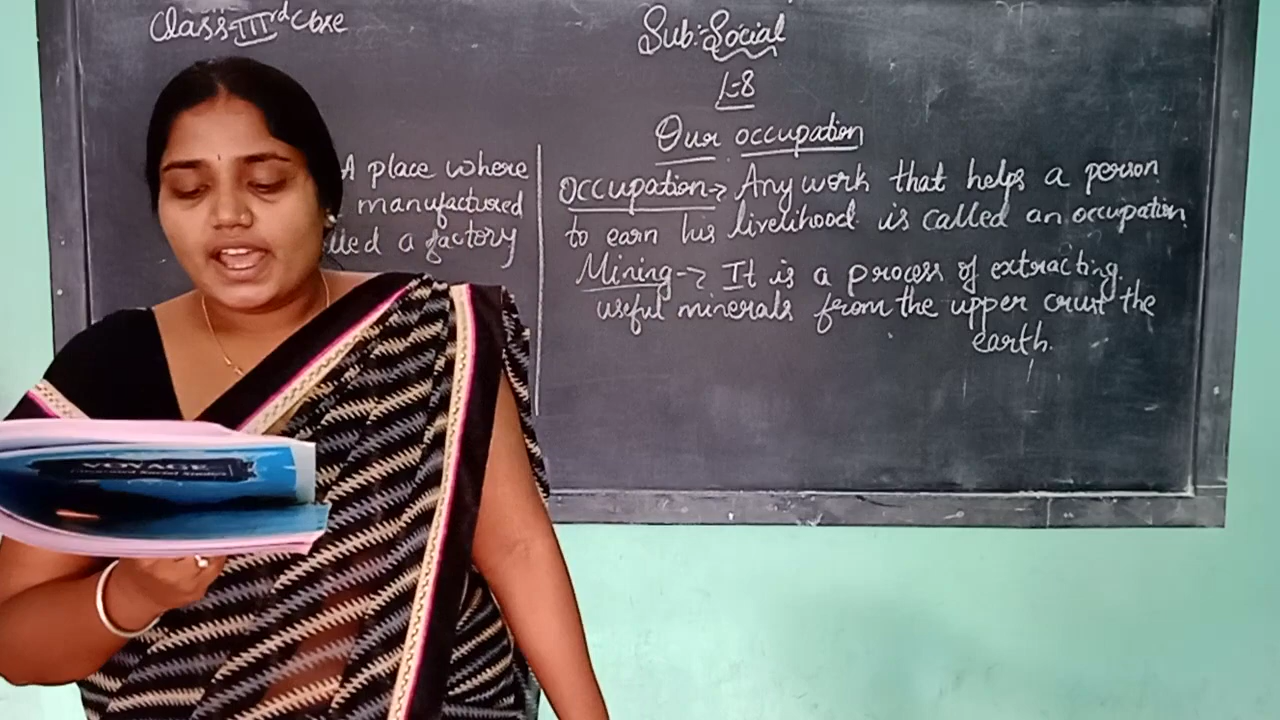 Class-IIIrd CBSE
Sub:-Social
L-8
Our occupation
A place where
manufactured
lled a factory
Occupation-> Any work that helps a person
to earn his livelihood is called an occupation.
Mining-> It is a process of extracting
useful minerals from the upper crust the
earth.
VOYAGE